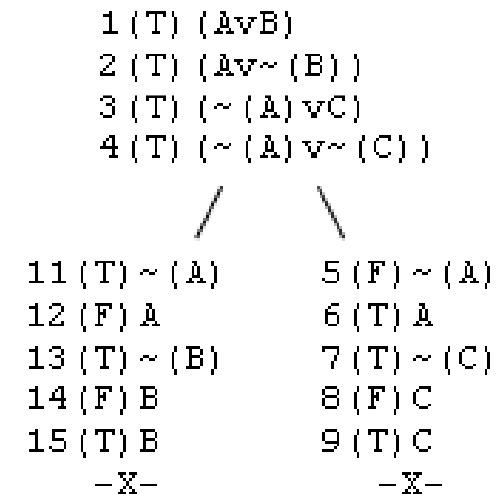 1(T)(AvB)
2(T)(Av~(B))
3(T)(~(A)vC)
4(T)(~(A)v~(C))
11(T)~(A)
12(F)A
13(T)~(B)
14(F)B
15(T)B
-X-
5(F)~(A)
6(T)A
7(T)~(C)
8(F)C
9(T)C
-X-